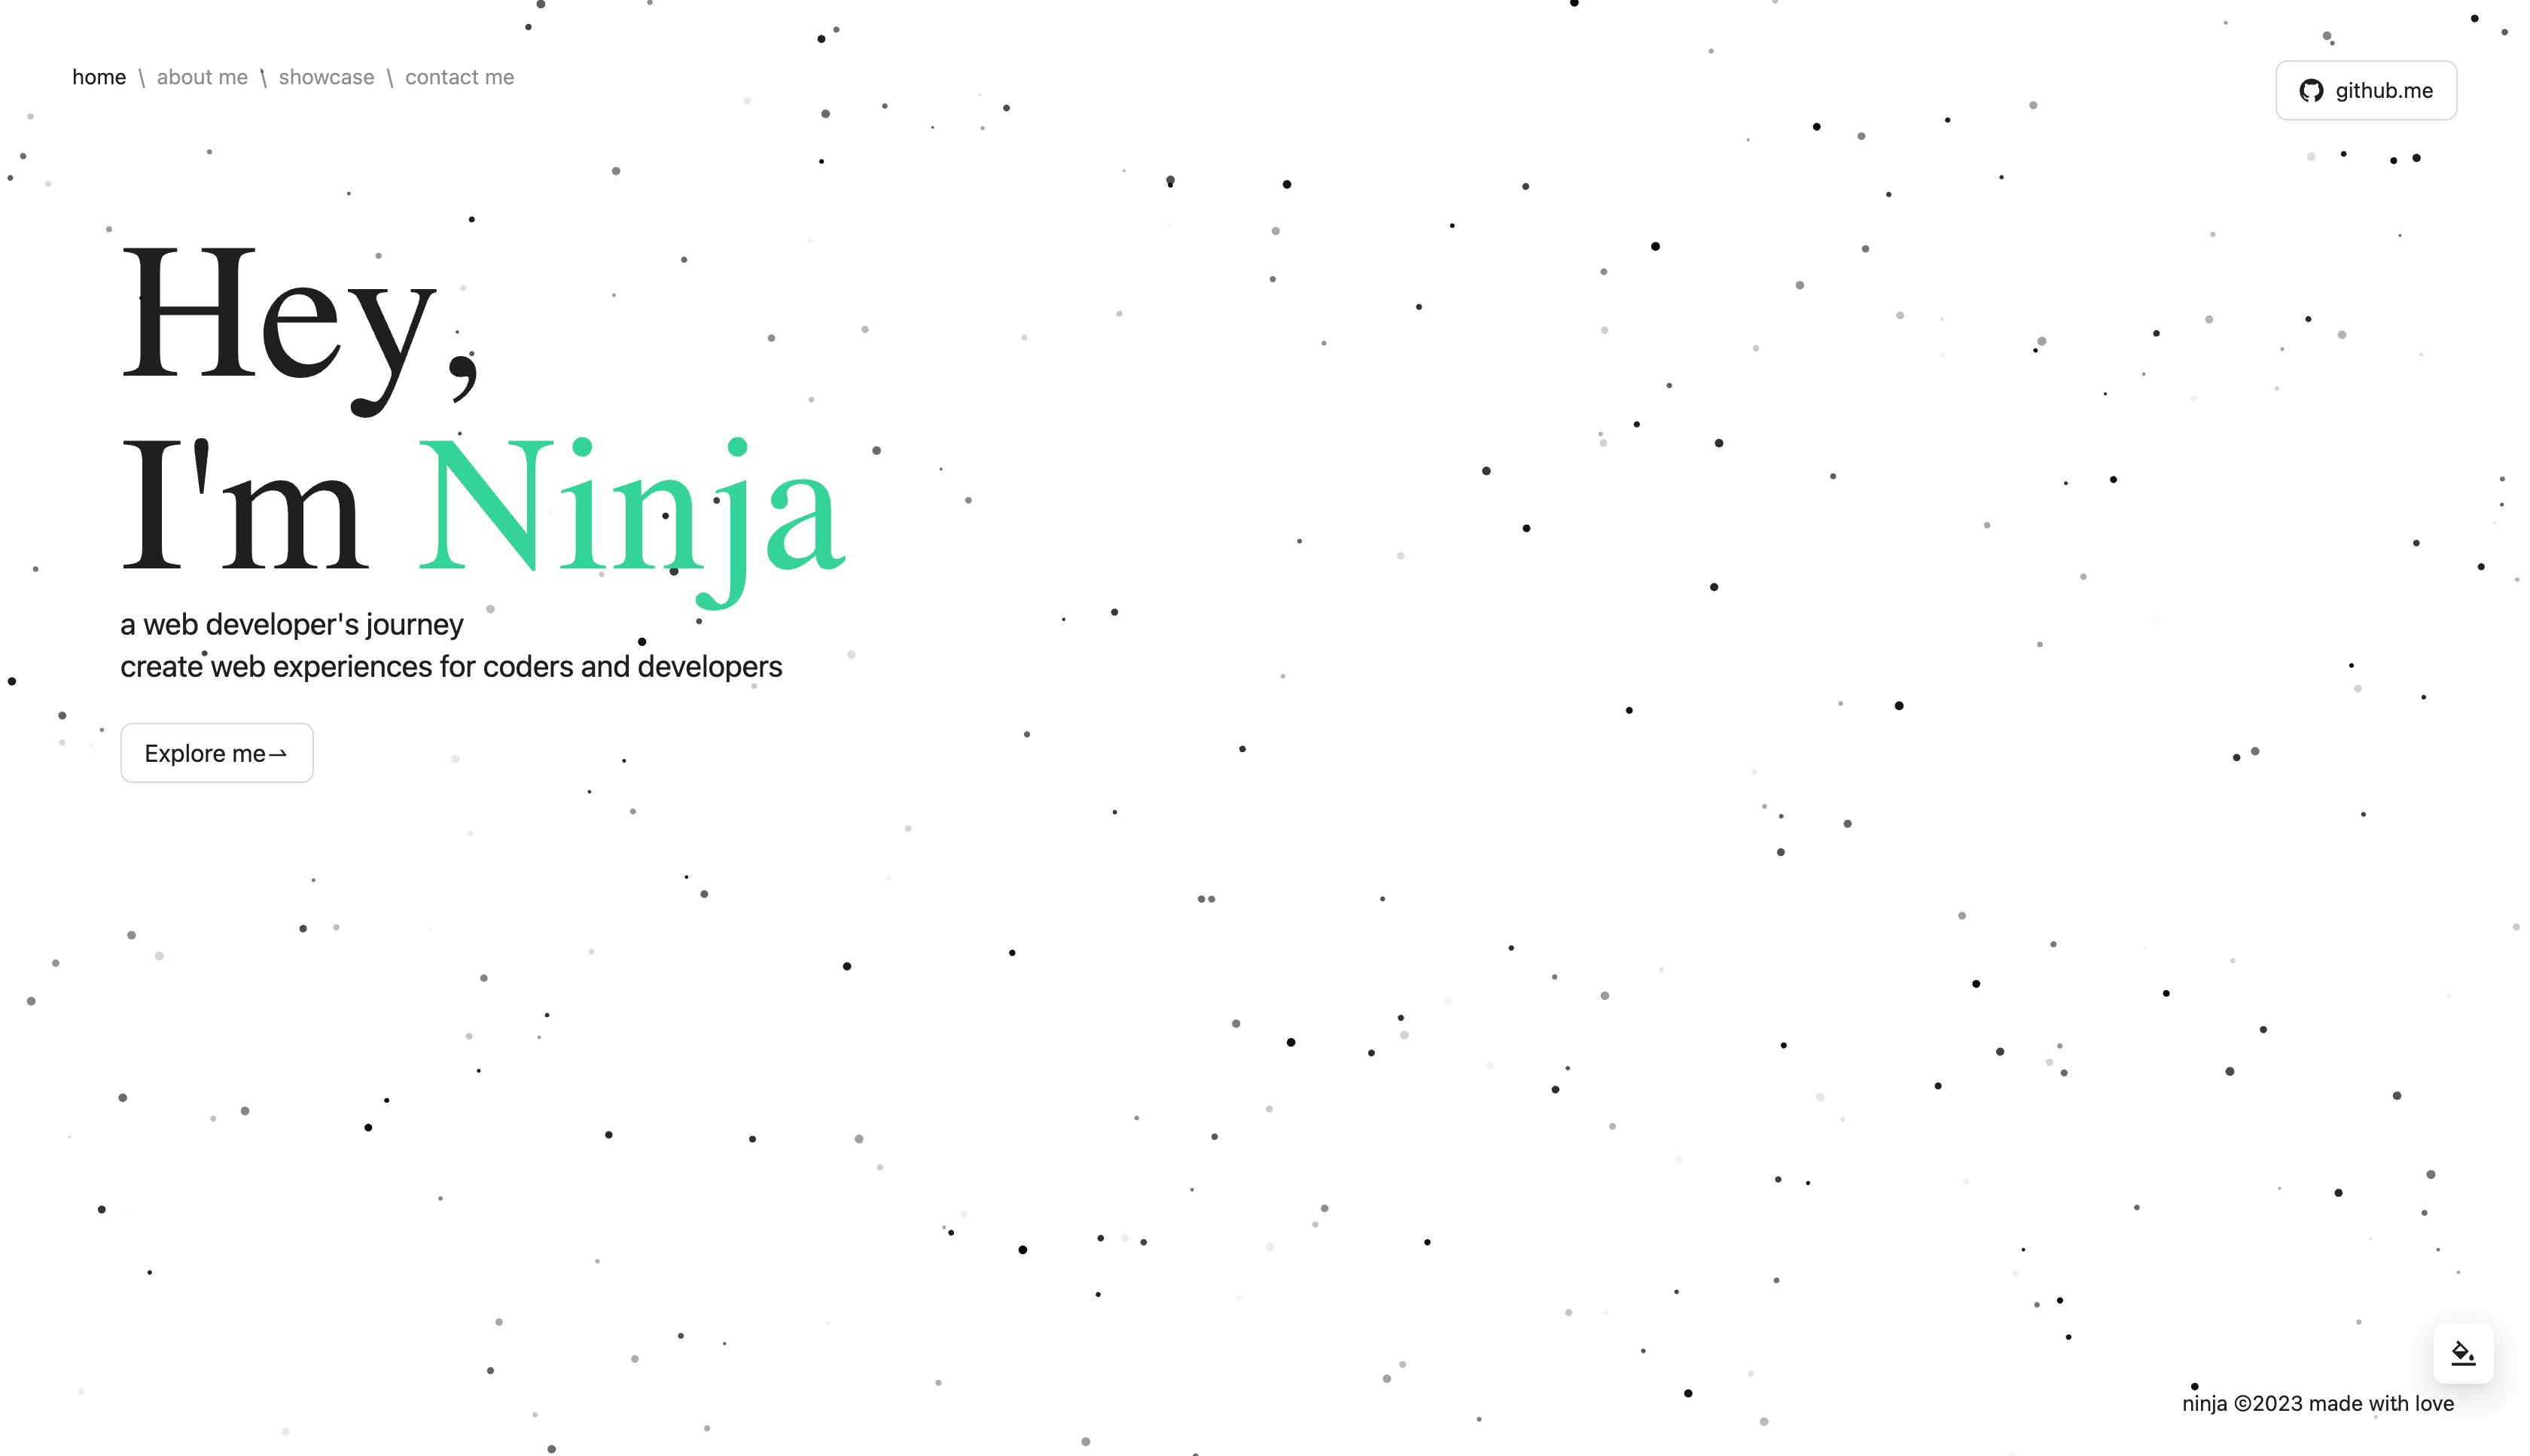 home \ about me \ showcase \ contact me
github.me
Hey,
I'm Ninja
a web developer's journey
create web experiences for coders and developers
Explore me⇀
ninja ©2023 made with love